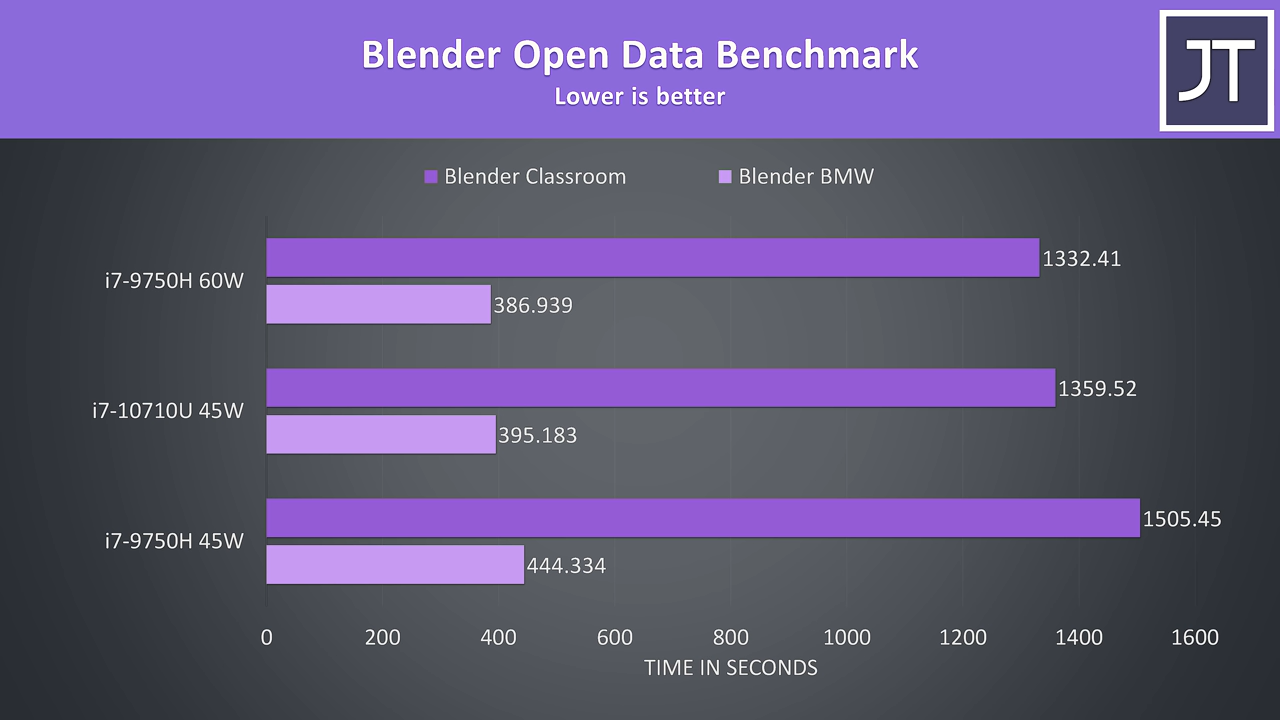 Blender Open Data Benchmark
Lower is better
JT
Blender Classroom
Blender BMW
i7-9750H 60W
1332.41
386.939
i7-10710U 45W
1359.52
395.183
i7-9750H 45W
1505.45
444.334
0 200 400 600 800 1000 1200 1400 1600
TIME IN SECONDS